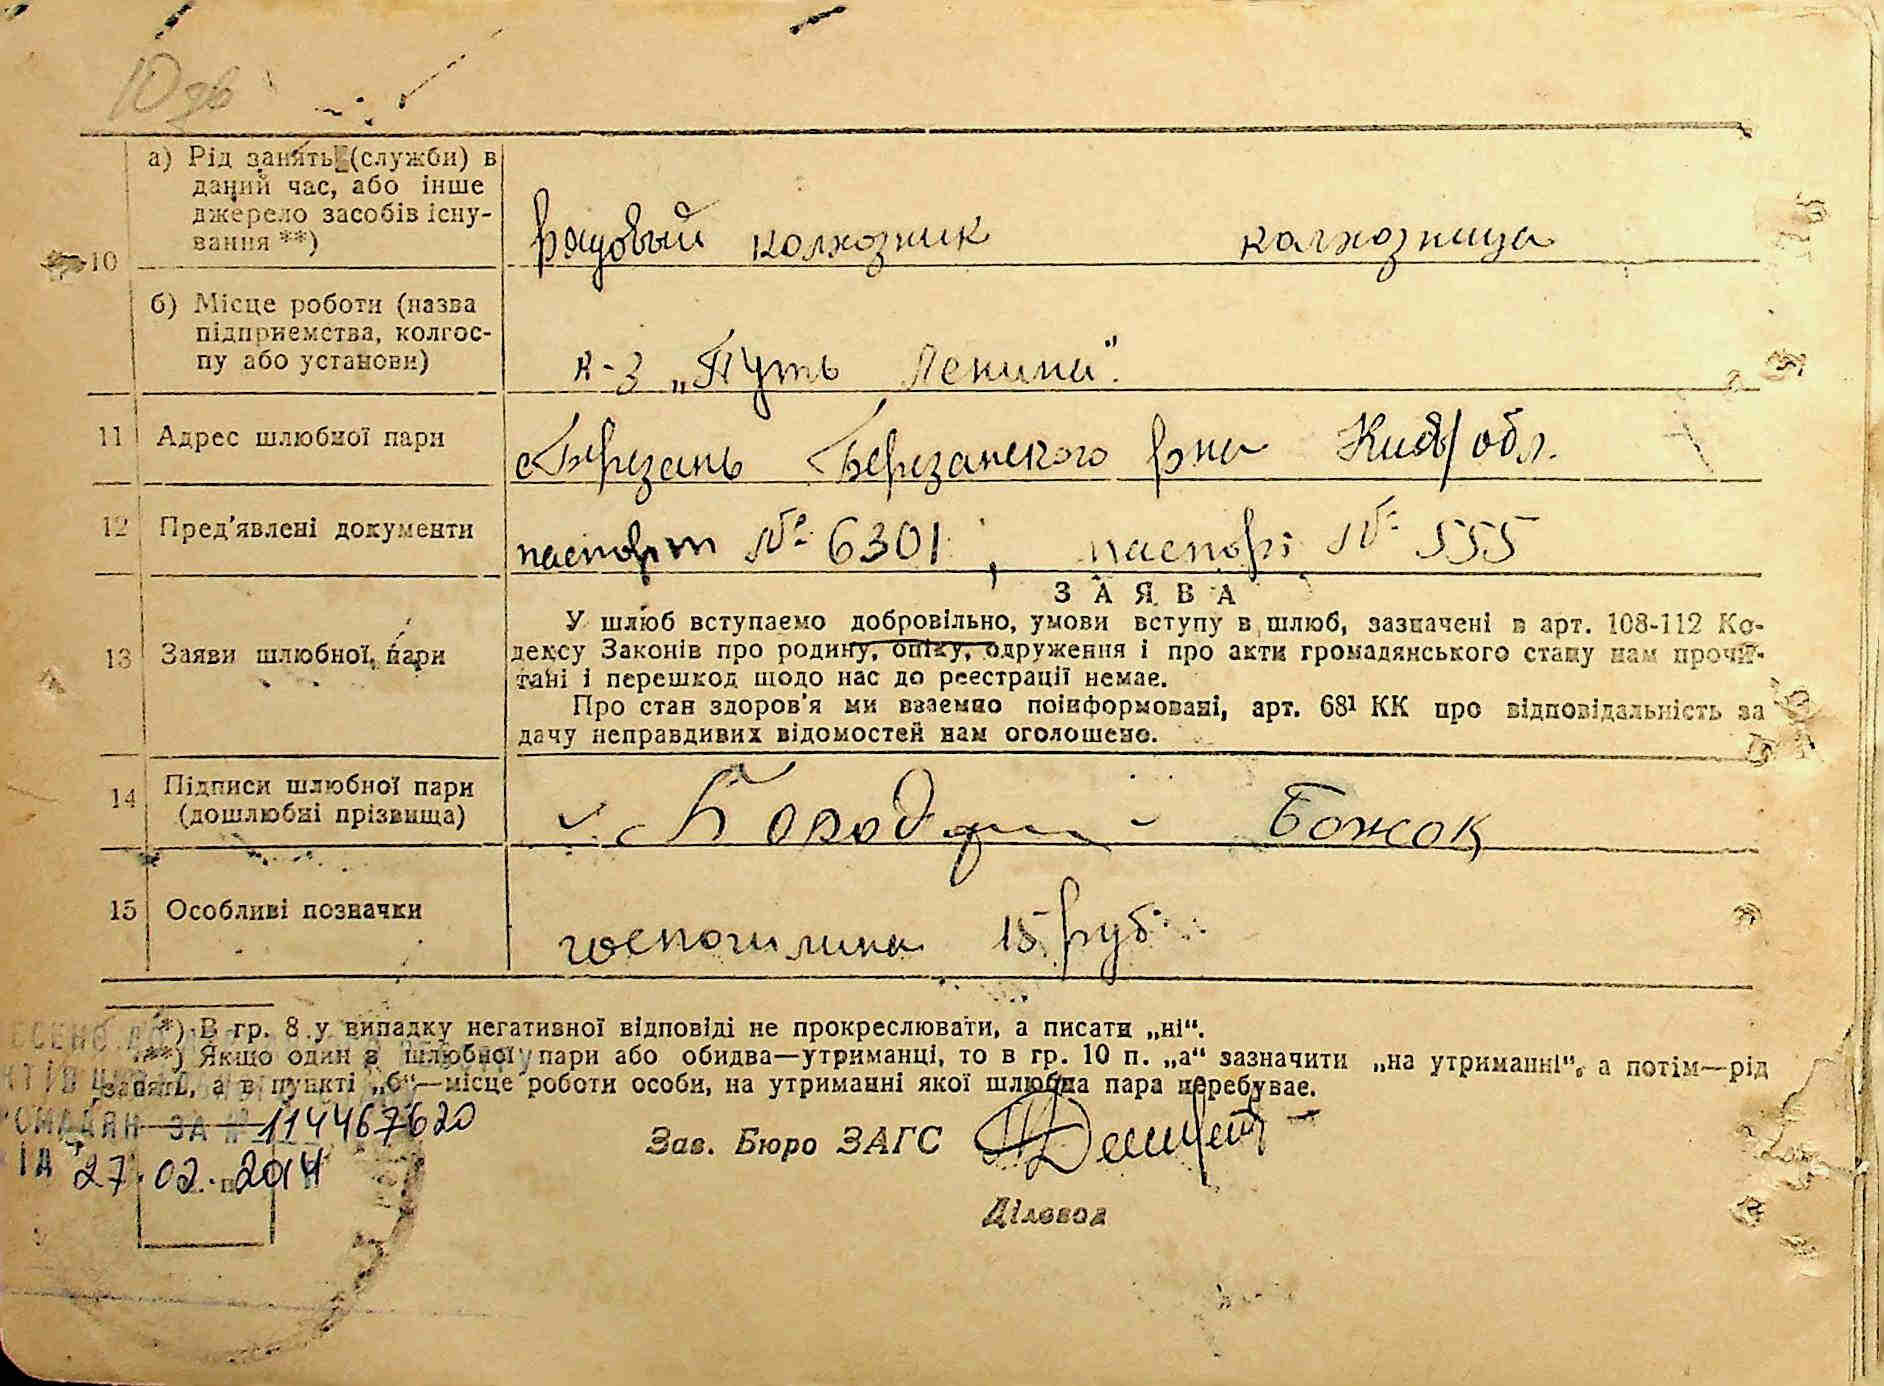 10
а) Рід занять (служби) в
даний час, або інше
джерело засобів існу-
вання **)
Рядовый колхозник колхозница
б) Місце роботи (назва
підприємства, колгос-
пу або установи)
к-з „Путь Ленина".
11 Адрес шлюбної пари
с Березань Березанского р-на Киев/обл.
12 Пред'явлені документи
паспорт № 6301; паспорт № 555
13 Заяви шлюбної пари
ЗАЯВА
У шлюб вступаємо добровільно, умови вступу в шлюб, зазначені в арт. 108-112 Ко-
дексу Законів про родину, опіку, одруження і про акти громадянського стану нам прочи-
тані і перешкод щодо нас до реєстрації немає.
Про стан здоров'я ми взаємно поінформовані, арт. 68¹ КК про відповідальність за
дачу неправдивих відомостей нам оголошено.
14 Підписи шлюбної пари
(дошлюбні прізвища)
Божок
15 Особливі позначки
госпошлина 15 руб.
*) В гр. 8 у випадку негативної відповіді не прокреслювати, а писати „ні“.
**) Якщо один з шлюбної пари або обидва—утриманці, то в гр. 10 п. „а“ зазначити „на утриманні“, а потім—рід
занять, а в пункті „б“—місце роботи особи, на утриманні якої шлюбна пара перебуває.
ЗА № 114467620
27.02.2014
Зав. Бюро ЗАГС
Діловод